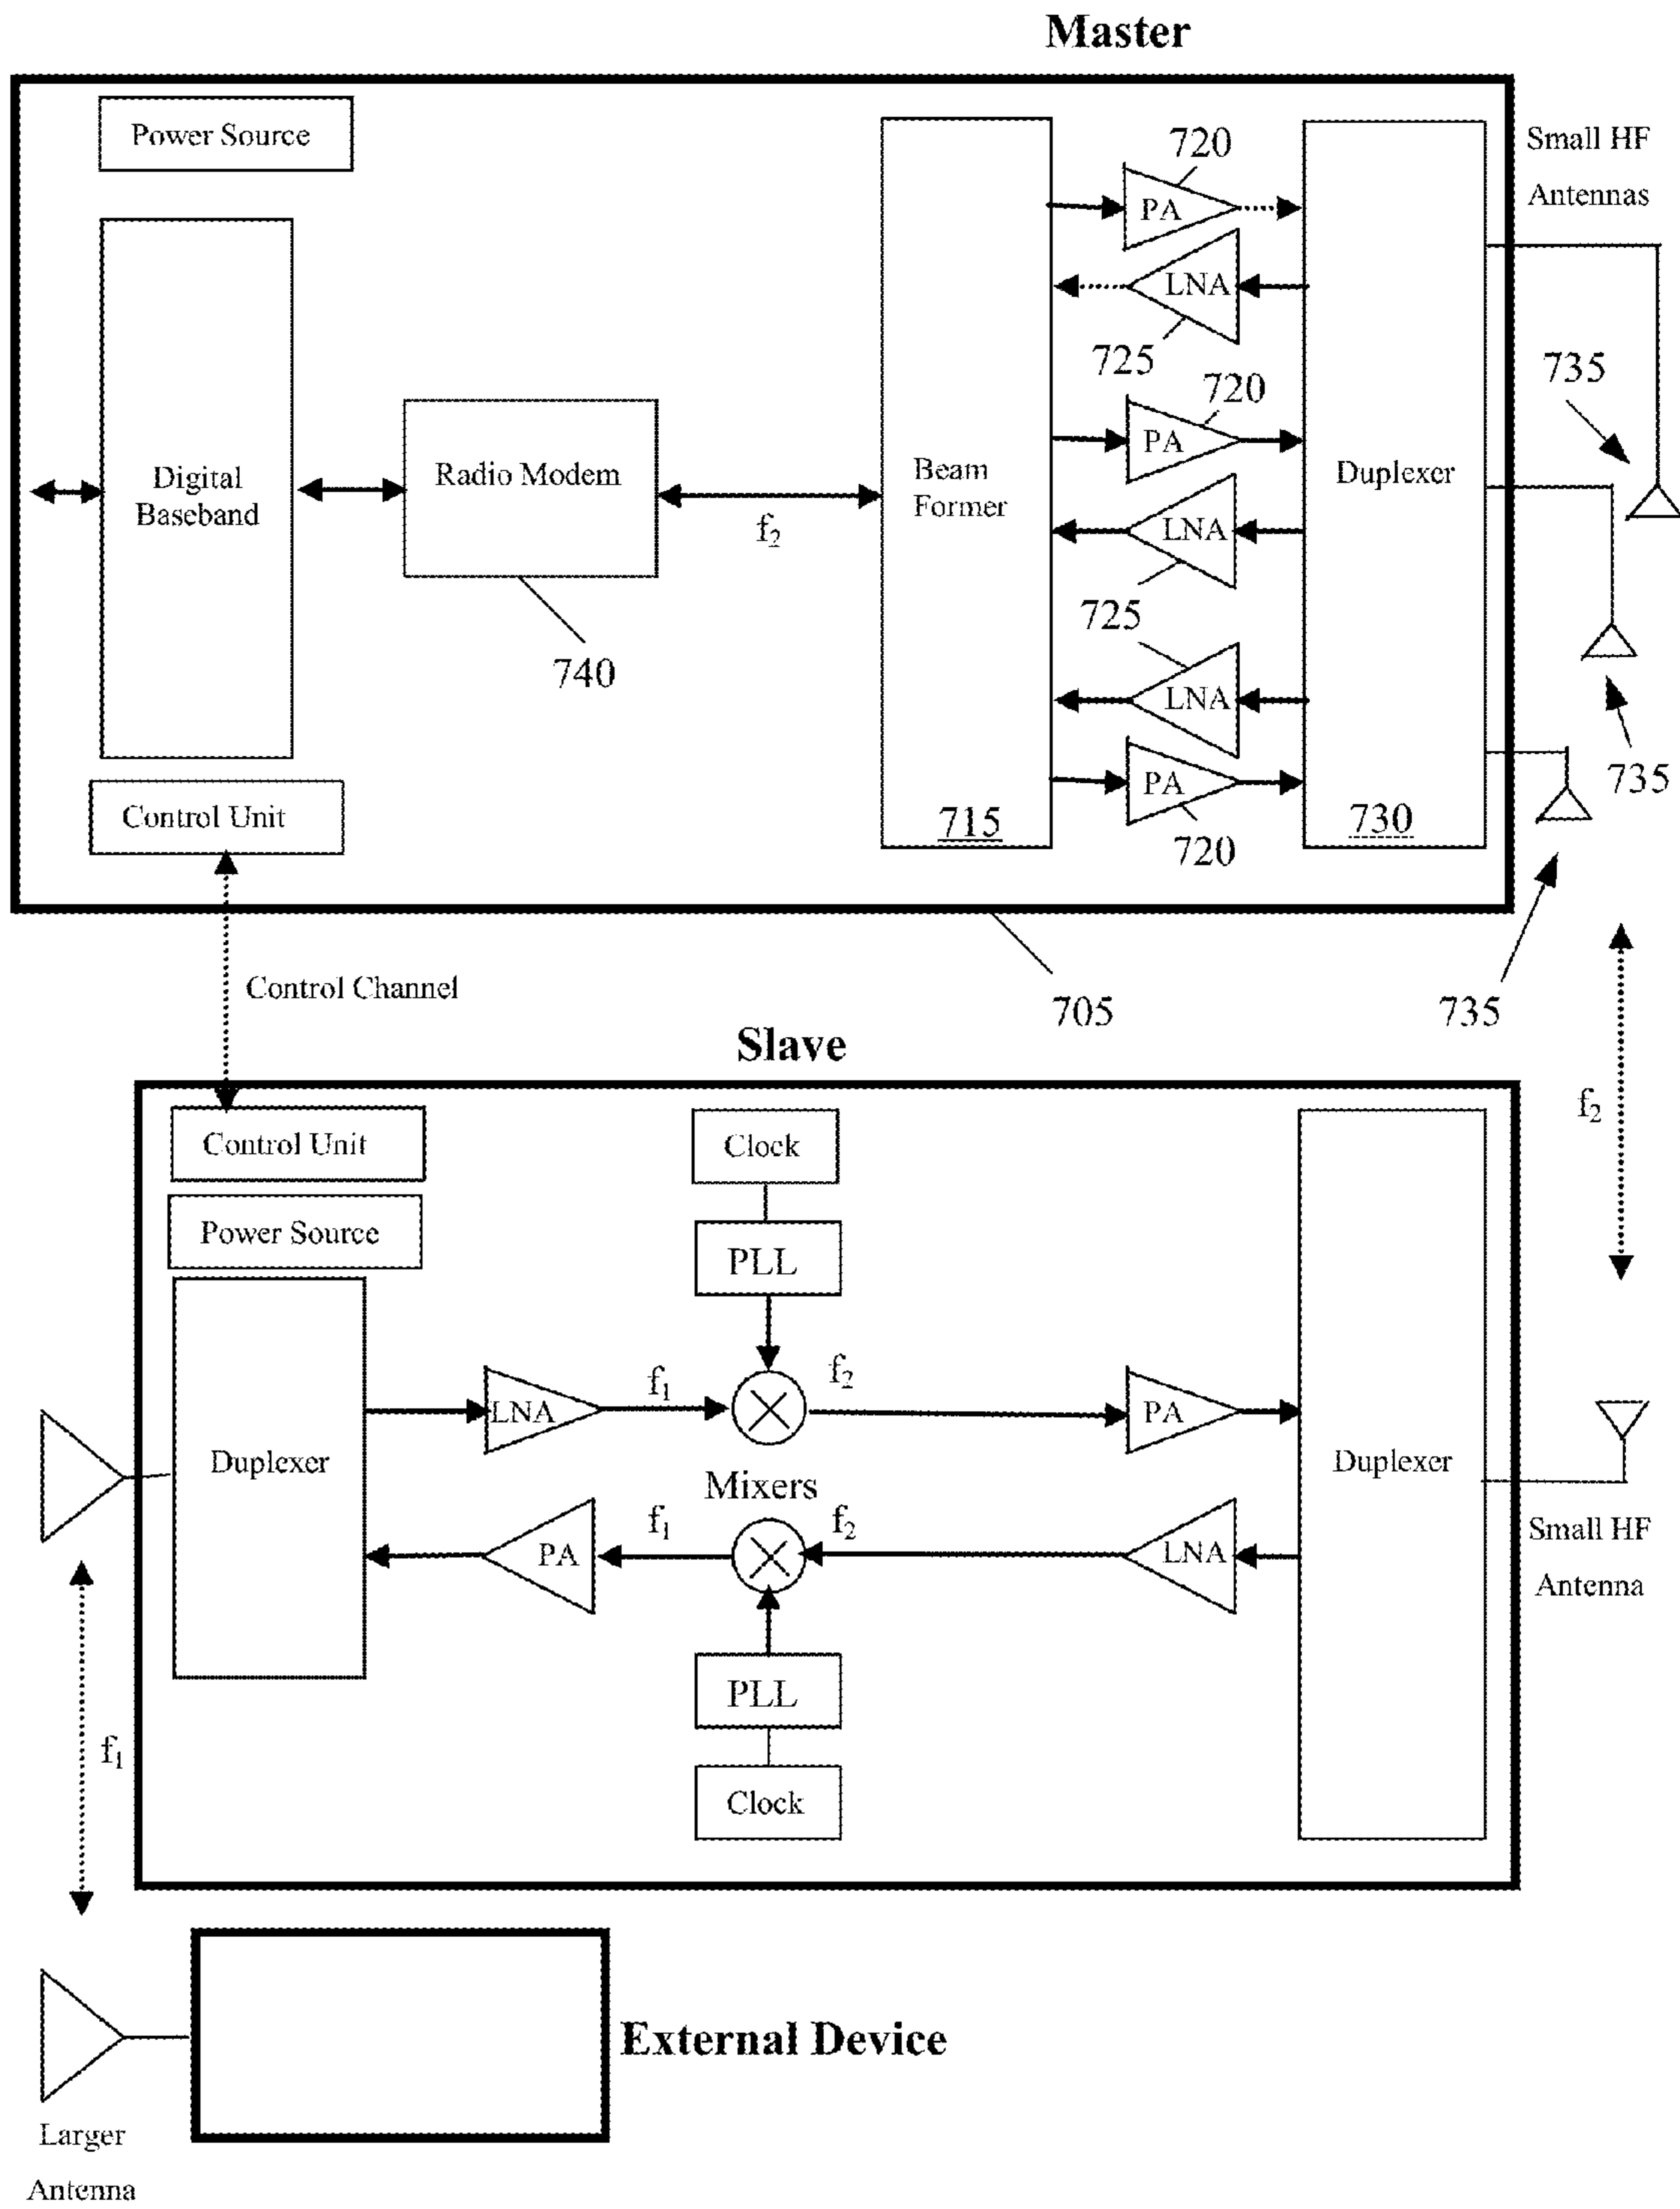 Master
Power Source
Small HF
Antennas
720
PA
LNA
725
735
720
PA
Digital
Baseband
Radio Modem
f2
Beam
Former
Duplexer
LNA
740
725
LNA
735
PA
Control Unit
715
720
730
Control Channel
705
735
Slave
f2
Control Unit
Clock
Power Source
PLL
Duplexer
LNA
f1
f2
PA
Duplexer
Mixers
PA
f1
f2
LNA
Small HF
Antenna
PLL
f1
Clock
External Device
Larger
Antenna